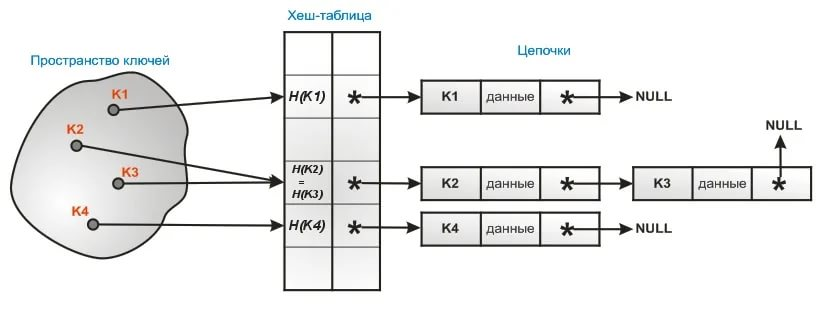 Хеш-таблица
Пространство ключей
Цепочки
K1
H(K1)
*
K1
данные
*
NULL
K2
NULL
K3
H(K2)
=
H(K3)
*
K2
данные
*
K3
данные
*
K4
H(K4)
*
K4
данные
*
NULL